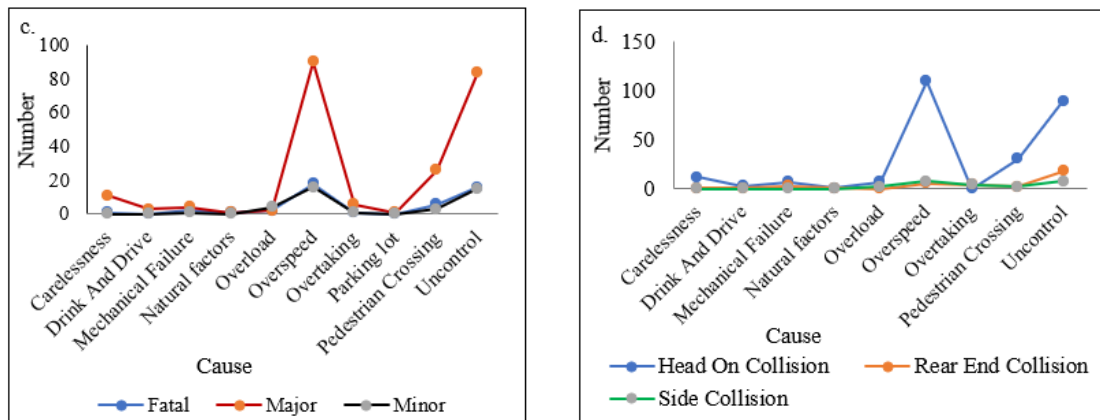 c.
100
80
60
40
20
0
Number
Carelessness
Drink And Drive
Mechanical Failure
Natural factors
Overload
Overspeed
Overtaking
Parking lot
Pedestrian Crossing
Uncontrol
Cause
Fatal Major Minor
d.
150
100
50
0
Number
Carelessness
Drink And Drive
Mechanical Failure
Natural factors
Overload
Overspeed
Overtaking
Pedestrian Crossing
Uncontrol
Cause
Head On Collision Rear End Collision
Side Collision